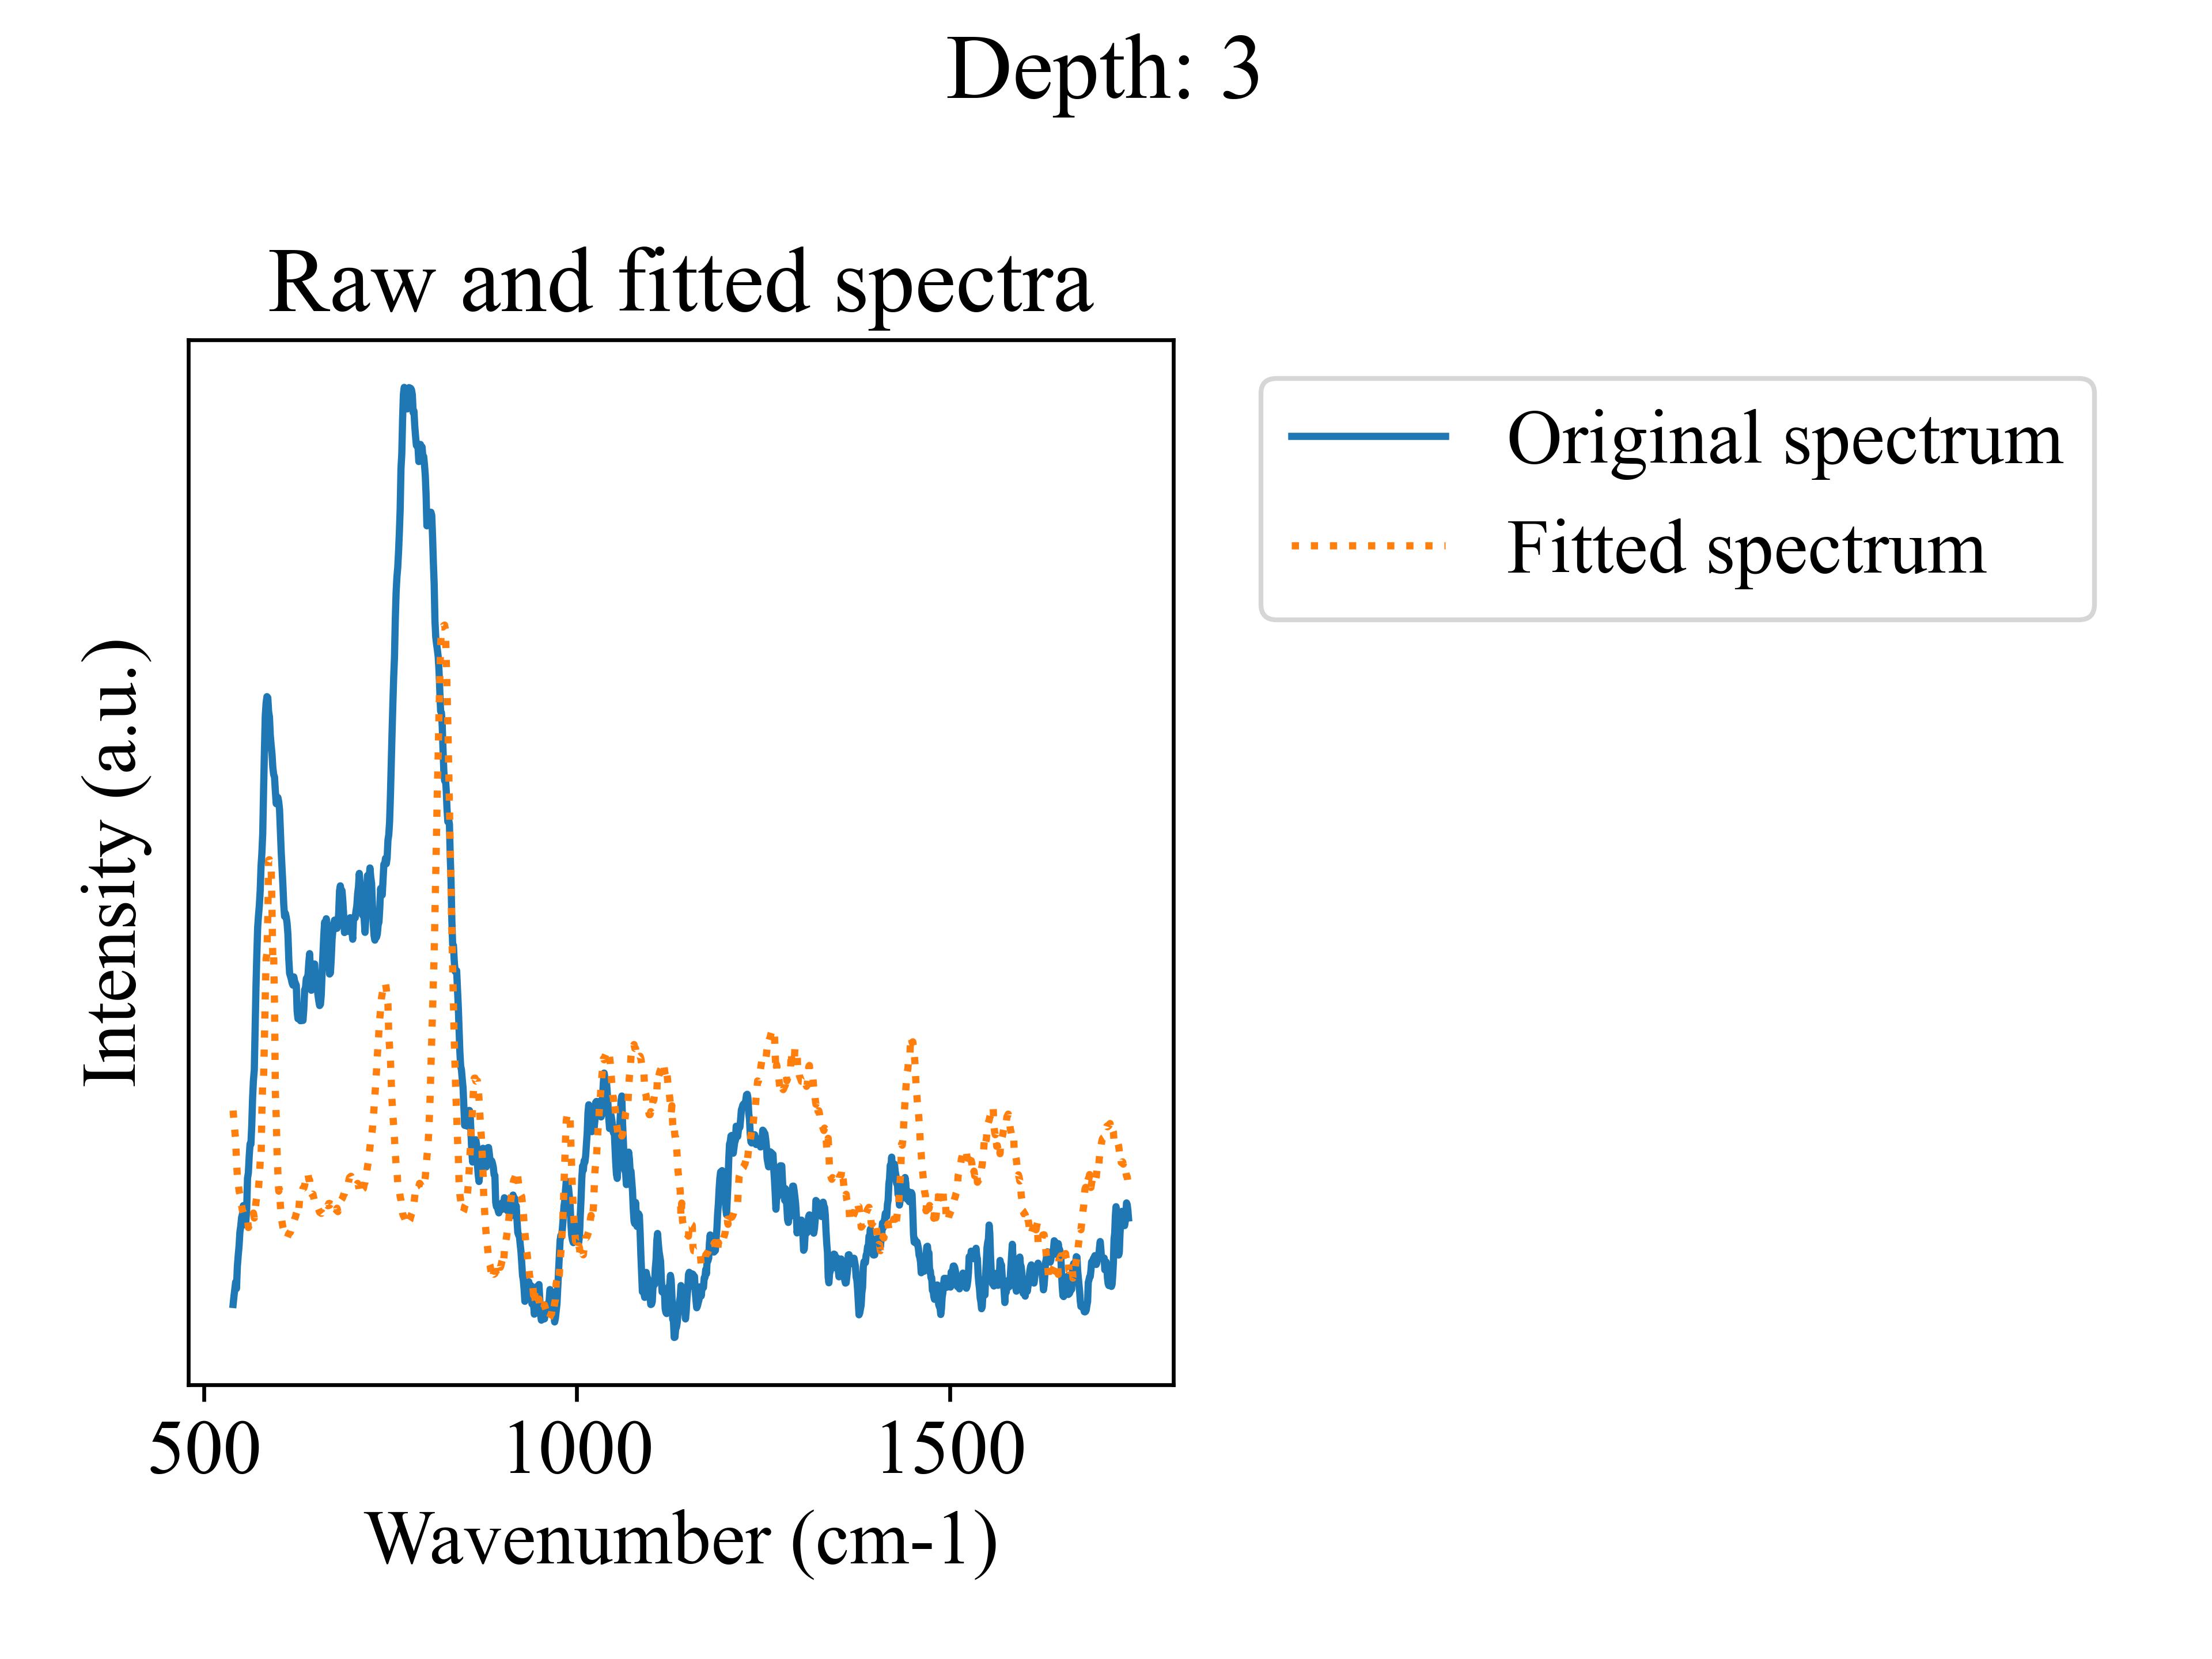 Depth: 3
Raw and fitted spectra
Original spectrum
Fitted spectrum
Intensity (a.u.)
500 1000 1500
Wavenumber (cm-1)